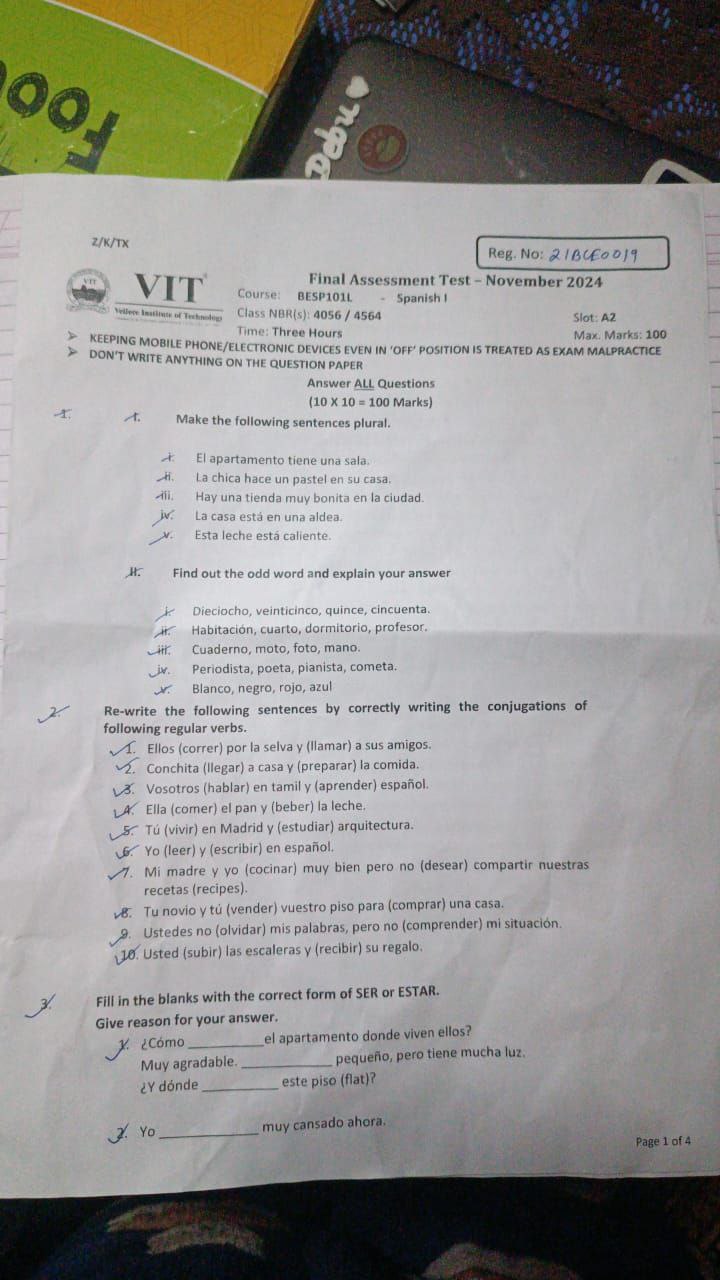 Foo
Debu
Z/K/TX
Reg. No: 21BCE0019
VIT
VIT
Vellore Institute of Technology
Final Assessment Test – November 2024
Course: BESP101L - Spanish I
Class NBR(s): 4056 / 4564
Slot: A2
Time: Three Hours
Max. Marks: 100
➤ KEEPING MOBILE PHONE/ELECTRONIC DEVICES EVEN IN 'OFF' POSITION IS TREATED AS EXAM MALPRACTICE
➤ DON'T WRITE ANYTHING ON THE QUESTION PAPER
Answer ALL Questions
(10 X 10 = 100 Marks)
1. I. Make the following sentences plural.
i. El apartamento tiene una sala.
ii. La chica hace un pastel en su casa.
iii. Hay una tienda muy bonita en la ciudad.
iv. La casa está en una aldea.
v. Esta leche está caliente.
II. Find out the odd word and explain your answer
i. Dieciocho, veinticinco, quince, cincuenta.
ii. Habitación, cuarto, dormitorio, profesor.
iii. Cuaderno, moto, foto, mano.
iv. Periodista, poeta, pianista, cometa.
v. Blanco, negro, rojo, azul
2. Re-write the following sentences by correctly writing the conjugations of
following regular verbs.
1. Ellos (correr) por la selva y (llamar) a sus amigos.
2. Conchita (llegar) a casa y (preparar) la comida.
3. Vosotros (hablar) en tamil y (aprender) español.
4. Ella (comer) el pan y (beber) la leche.
5. Tú (vivir) en Madrid y (estudiar) arquitectura.
6. Yo (leer) y (escribir) en español.
7. Mi madre y yo (cocinar) muy bien pero no (desear) compartir nuestras
recetas (recipes).
8. Tu novio y tú (vender) vuestro piso para (comprar) una casa.
9. Ustedes no (olvidar) mis palabras, pero no (comprender) mi situación.
10. Usted (subir) las escaleras y (recibir) su regalo.
3. Fill in the blanks with the correct form of SER or ESTAR.
Give reason for your answer.
1. ¿Cómo __________ el apartamento donde viven ellos?
Muy agradable. __________ pequeño, pero tiene mucha luz.
¿Y dónde __________ este piso (flat)?
2. Yo __________ muy cansado ahora.
Page 1 of 4